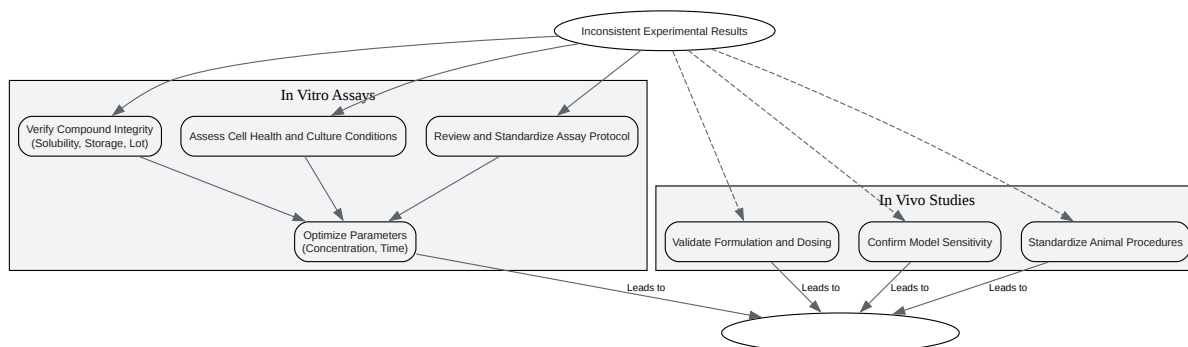 Inconsistent Experimental Results
In Vitro Assays
Verify Compound Integrity
(Solubility, Storage, Lot)
Assess Cell Health and Culture Conditions
Review and Standardize Assay Protocol
Optimize Parameters
(Concentration, Time)
In Vivo Studies
Validate Formulation and Dosing
Confirm Model Sensitivity
Standardize Animal Procedures
Leads to
Leads to
Leads to
Leads to